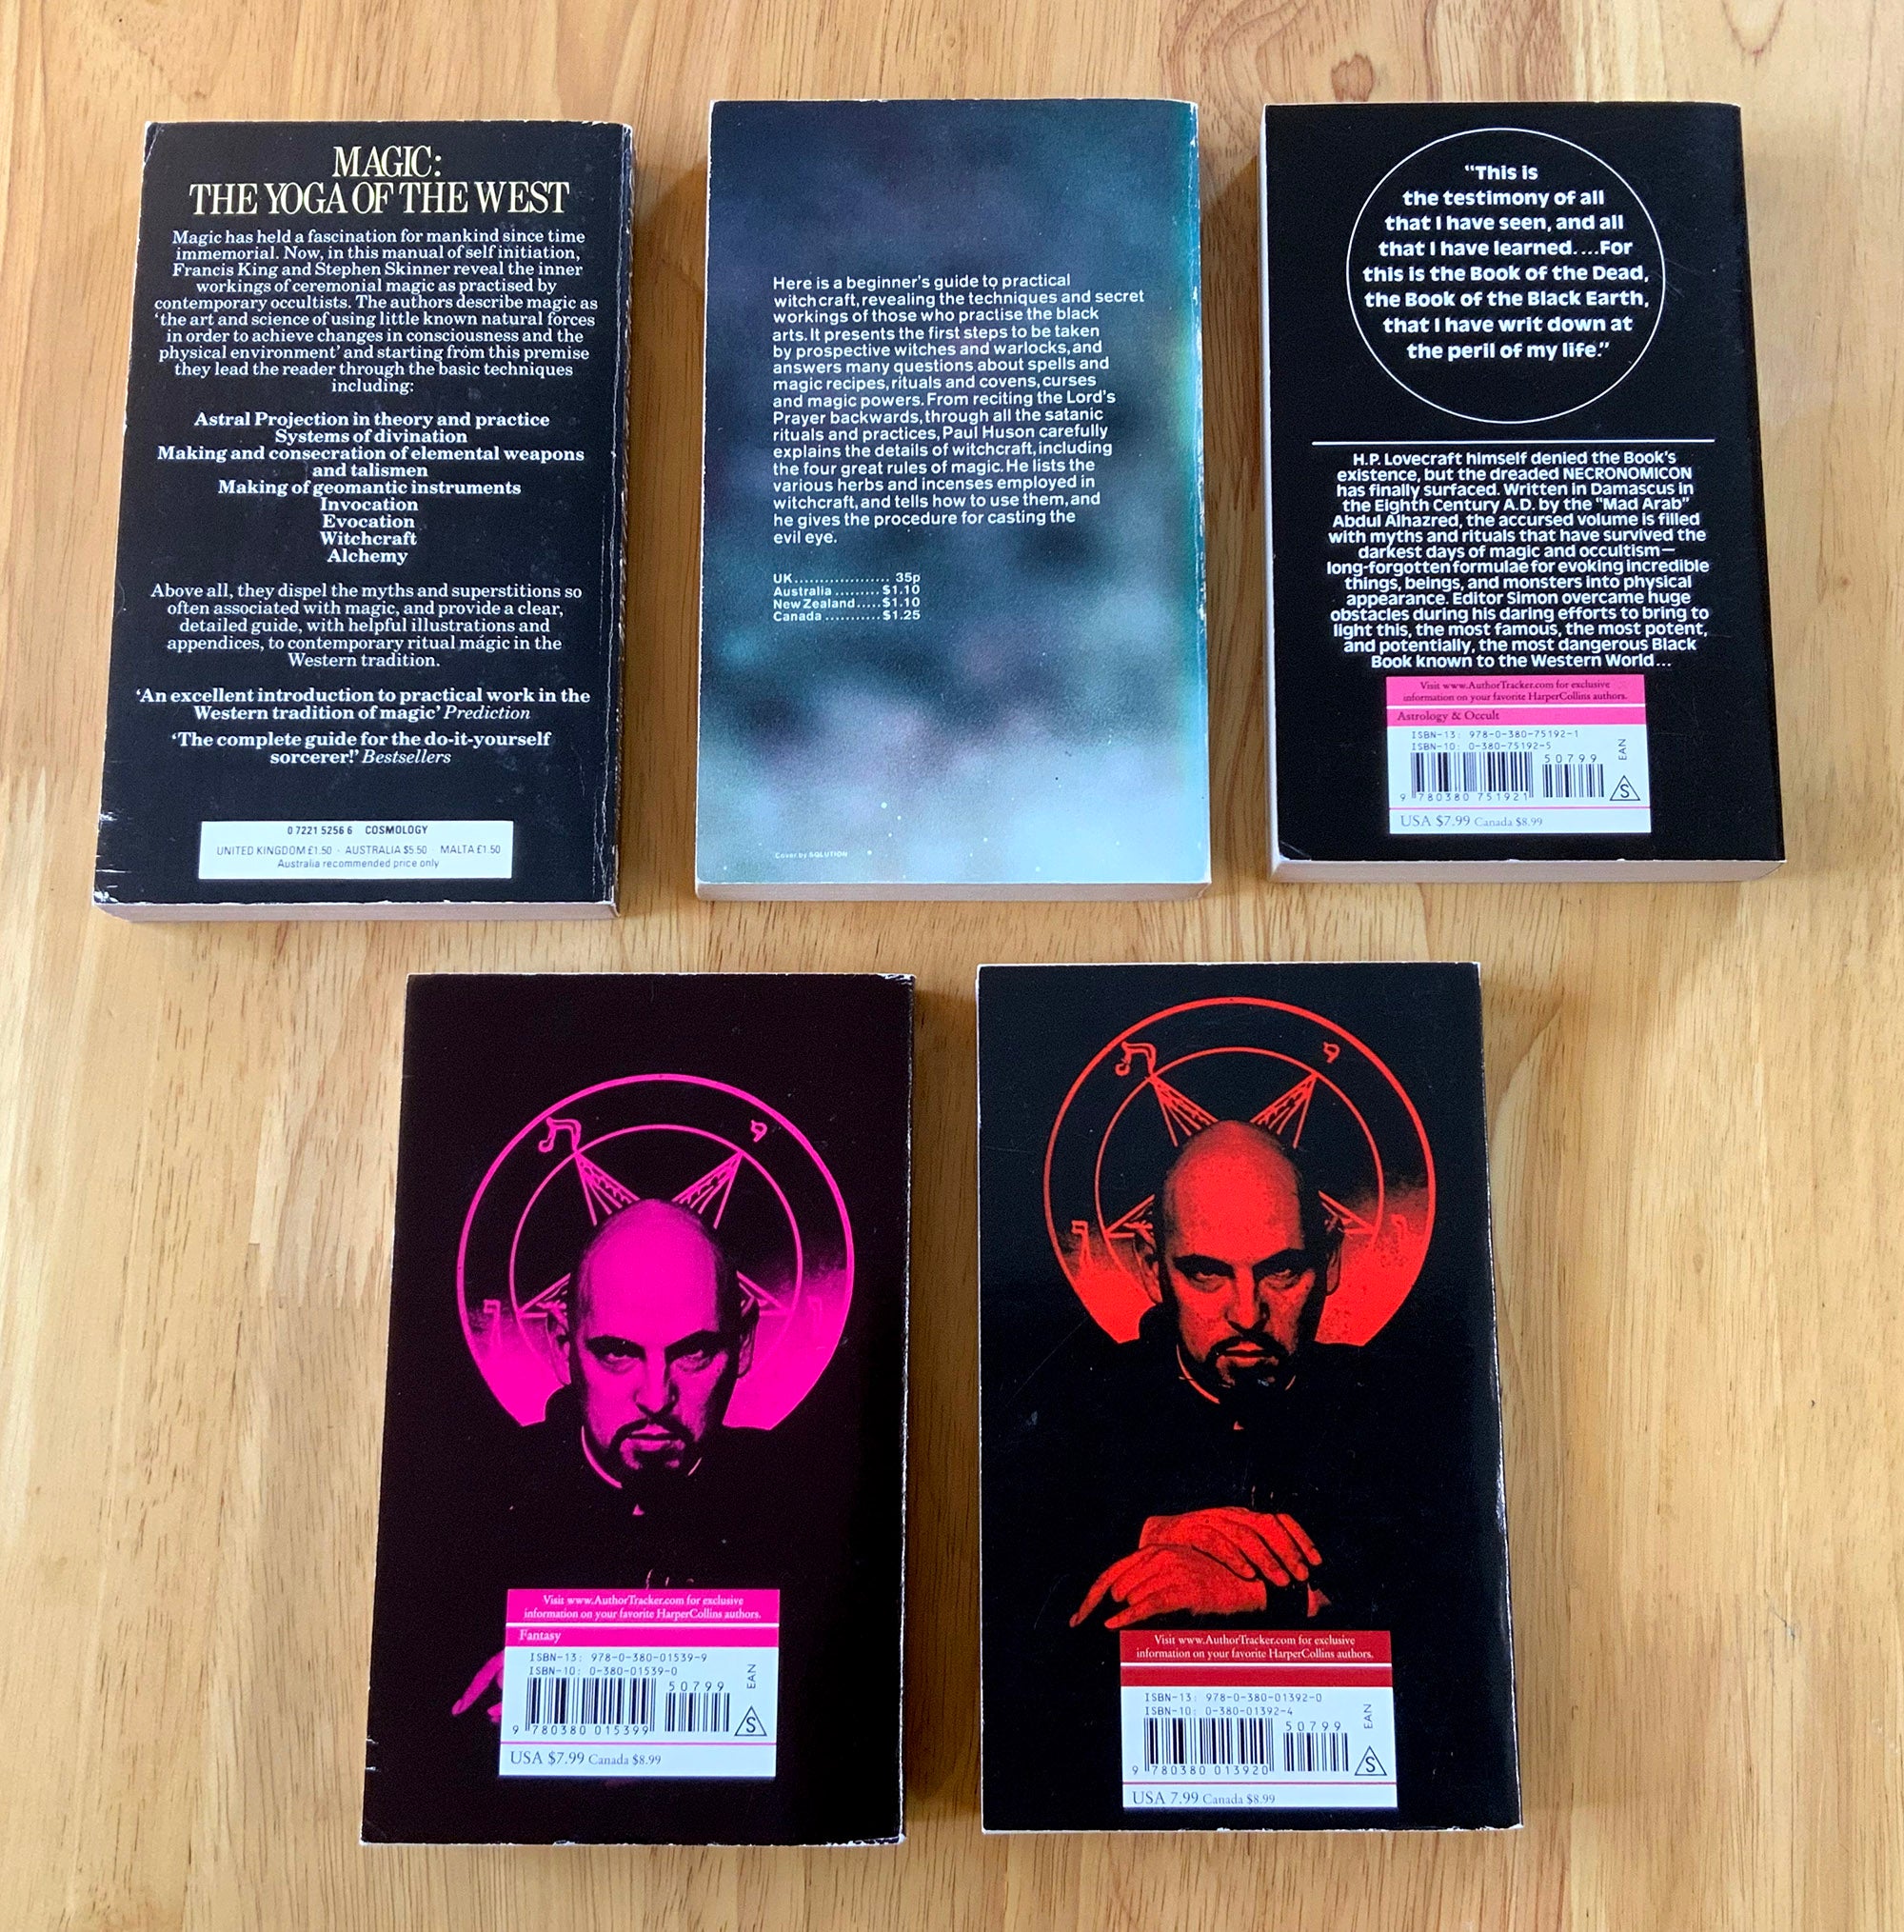 MAGIC:
THE YOGA OF THE WEST
Magic has held a fascination for mankind since time
immemorial. Now, in this manual of self initiation,
Francis King and Stephen Skinner reveal the inner
workings of ceremonial magic as practised by
contemporary occultists. The authors describe magic as
‘the art and science of using little known natural forces
in order to achieve changes in consciousness and the
physical environment’ and starting from this premise
they lead the reader through the basic techniques
including:
Astral Projection in theory and practice
Systems of divination
Making and consecration of elemental weapons
and talismen
Making of geomantic instruments
Invocation
Evocation
Witchcraft
Alchemy
Above all, they dispel the myths and superstitions so
often associated with magic, and provide a clear,
detailed guide, with helpful illustrations and
appendices, to contemporary ritual magic in the
Western tradition.
‘An excellent introduction to practical work in the
Western tradition of magic’ Prediction
‘The complete guide for the do-it-yourself
sorcerer!’ Bestsellers
0 7221 5256 6 COSMOLOGY
UNITED KINGDOM £1.50 · AUSTRALIA $5.50 · MALTA £1.50
Australia recommended price only
Here is a beginner's guide to practical
witchcraft, revealing the techniques and secret
workings of those who practise the black
arts. It presents the first steps to be taken
by prospective witches and warlocks, and
answers many questions about spells and
magic recipes, rituals and covens, curses
and magic powers. From reciting the Lord's
Prayer backwards, through all the satanic
rituals and practices, Paul Huson carefully
explains the details of witchcraft, including
the four great rules of magic. He lists the
various herbs and incenses employed in
witchcraft, and tells how to use them, and
he gives the procedure for casting the
evil eye.
UK................... 35p
Australia ......... $1.10
New Zealand..... $1.10
Canada ........... $1.25
Cover by SOLUTION
“This is
the testimony of all
that I have seen, and all
that I have learned....For
this is the Book of the Dead,
the Book of the Black Earth,
that I have writ down at
the peril of my life.”
H.P. Lovecraft himself denied the Book's
existence, but the dreaded NECRONOMICON
has finally surfaced. Written in Damascus in
the Eighth Century A.D. by the “Mad Arab”
Abdul Alhazred, the accursed volume is filled
with myths and rituals that have survived the
darkest days of magic and occultism—
long-forgotten formulae for evoking incredible
things, beings, and monsters into physical
appearance. Editor Simon overcame huge
obstacles during his daring efforts to bring to
light this, the most famous, the most potent,
and potentially, the most dangerous Black
Book known to the Western World...
Visit www.AuthorTracker.com for exclusive
information on your favorite HarperCollins authors.
Astrology & Occult
ISBN-13: 978-0-380-75192-1
ISBN-10: 0-380-75192-5
50799
EAN
9 780380 751921
S
USA $7.99 Canada $8.99
Visit www.AuthorTracker.com for exclusive
information on your favorite HarperCollins authors.
Fantasy
ISBN-13: 978-0-380-01539-9
ISBN-10: 0-380-01539-0
50799
EAN
9 780380 015399
S
USA $7.99 Canada $8.99
Visit www.AuthorTracker.com for exclusive
information on your favorite HarperCollins authors.
ISBN-13: 978-0-380-01392-0
ISBN-10: 0-380-01392-4
50799
EAN
9 780380 013920
S
USA 7.99 Canada $8.99